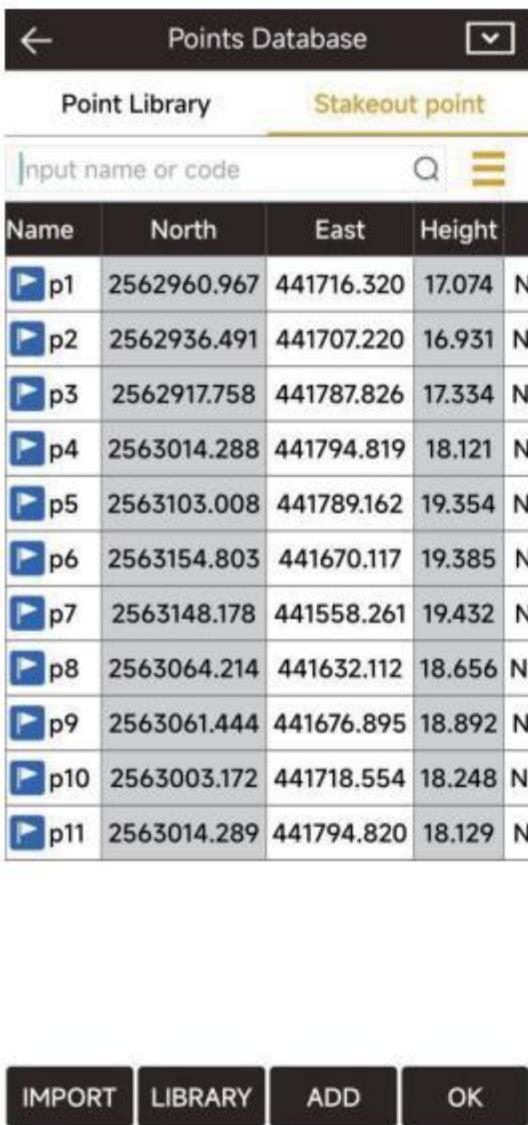 Points Database
Point Library Stakeout point
Input name or code
Name North East Height
p1 2562960.967 441716.320 17.074 N
p2 2562936.491 441707.220 16.931 N
p3 2562917.758 441787.826 17.334 N
p4 2563014.288 441794.819 18.121 N
p5 2563103.008 441789.162 19.354 N
p6 2563154.803 441670.117 19.385 N
p7 2563148.178 441558.261 19.432 N
p8 2563064.214 441632.112 18.656 N
p9 2563061.444 441676.895 18.892 N
p10 2563003.172 441718.554 18.248 N
p11 2563014.289 441794.820 18.129 N
IMPORT LIBRARY ADD OK